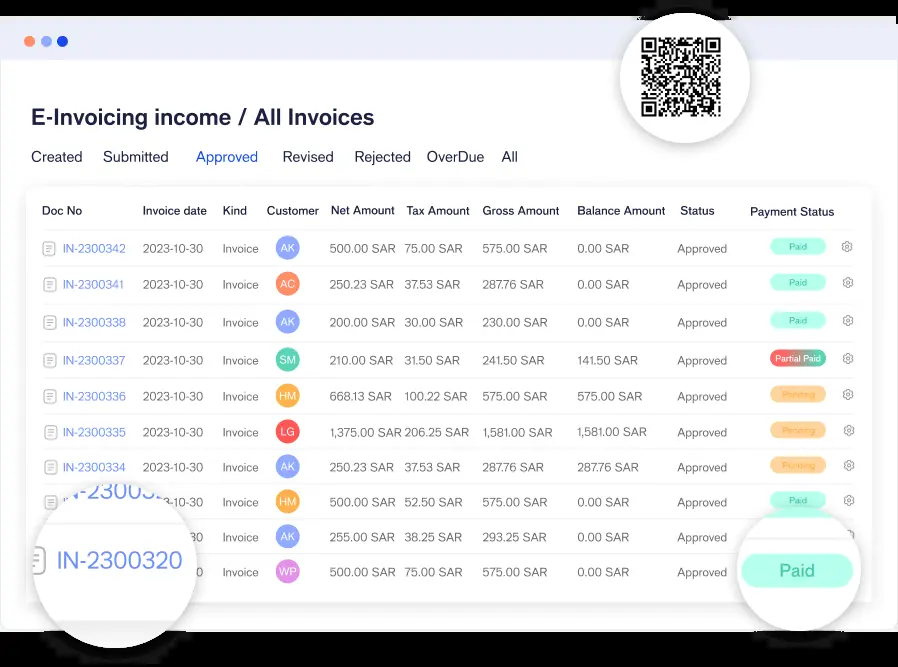 E-Invoicing income / All Invoices
Created Submitted Approved Revised Rejected OverDue All
Doc No Invoice date Kind Customer Net Amount Tax Amount Gross Amount Balance Amount Status Payment Status
IN-2300342 2023-10-30 Invoice AK 500.00 SAR 75.00 SAR 575.00 SAR 0.00 SAR Approved Paid
IN-2300341 2023-10-30 Invoice AC 250.23 SAR 37.53 SAR 287.76 SAR 0.00 SAR Approved Paid
IN-2300338 2023-10-30 Invoice AK 200.00 SAR 30.00 SAR 230.00 SAR 0.00 SAR Approved Paid
IN-2300337 2023-10-30 Invoice SM 210.00 SAR 31.50 SAR 241.50 SAR 141.50 SAR Approved Partial Paid
IN-2300336 2023-10-30 Invoice HM 668.13 SAR 100.22 SAR 575.00 SAR 575.00 SAR Approved Pending
IN-2300335 2023-10-30 Invoice LG 1,375.00 SAR 206.25 SAR 1,581.00 SAR 1,581.00 SAR Approved Pending
IN-2300334 2023-10-30 Invoice AK 250.23 SAR 37.53 SAR 287.76 SAR 287.76 SAR Approved Pending
Invoice HM 500.00 SAR 52.50 SAR 575.00 SAR 0.00 SAR Approved Paid
Invoice AK 255.00 SAR 38.25 SAR 293.25 SAR 0.00 SAR Approved
IN-2300320 Invoice WP 500.00 SAR 75.00 SAR 575.00 SAR 0.00 SAR Approved Paid